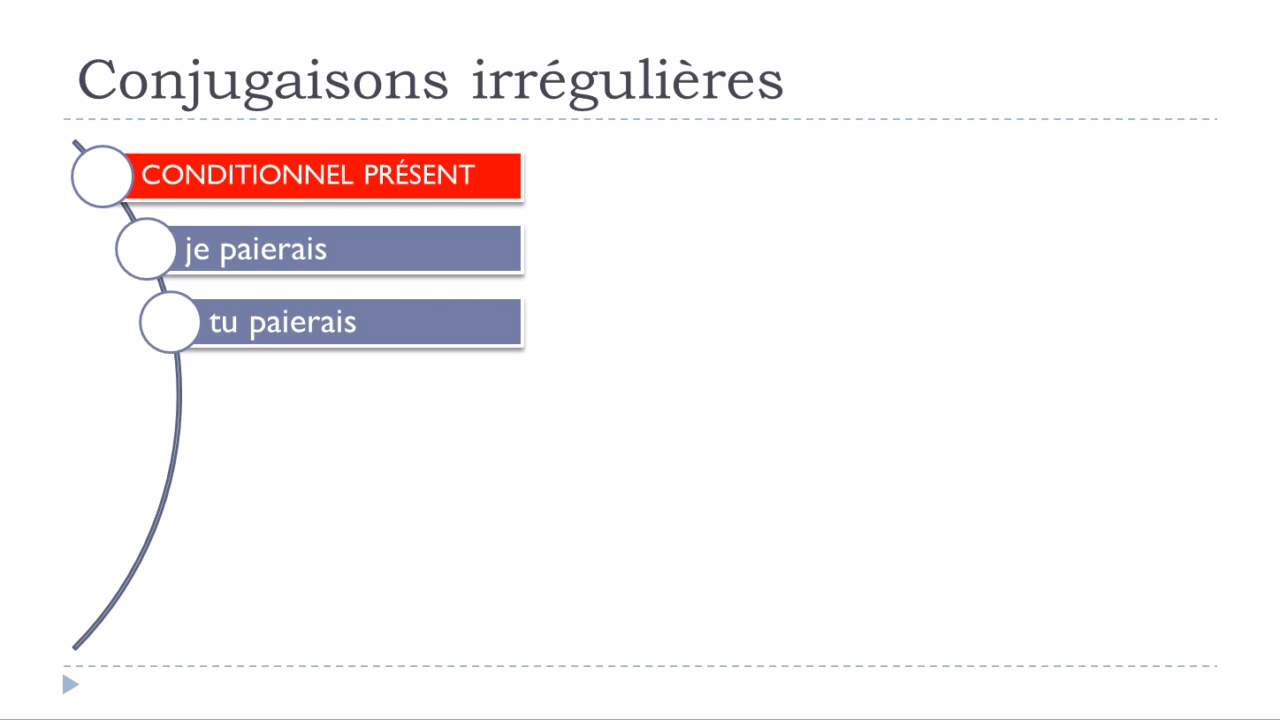 Conjugaisons irrégulières
CONDITIONNEL PRÉSENT
je paierais
tu paierais